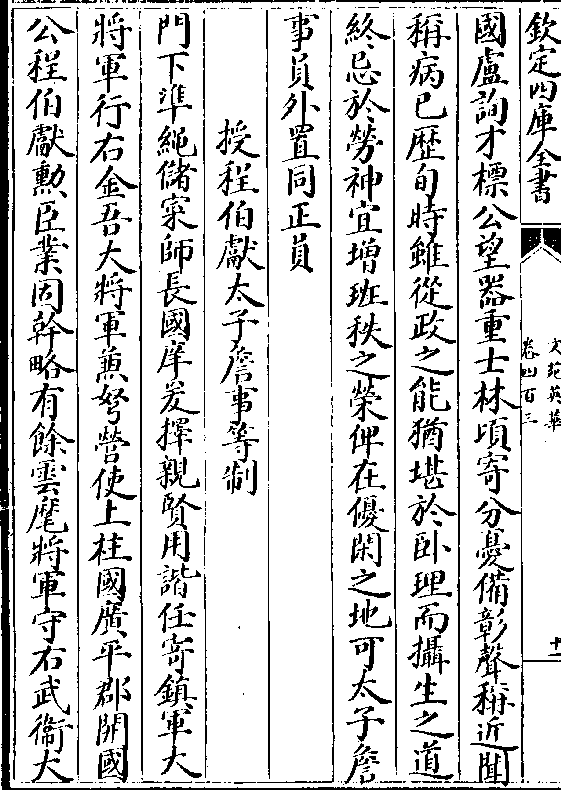 欽定四庫全書
文苑英華
卷四百三
十一
國盧詢才標公望器重士林頃寄分憂備彰聲稱近聞
稱病已歴旬時雖從政之能猶堪於卧理而攝生之道
終忌於勞神宜增班秩之榮俾在優閑之地可太子詹
事員外置同正員
授程伯獻太子詹事等制
門下準繩儲寀師長國庠爰擇親賢用諧任寄鎮軍大
將軍行右金吾大將軍兼弩營使上柱國廣平郡開國
公程伯獻勲臣業固幹略有餘雲麾將軍守右武衞大